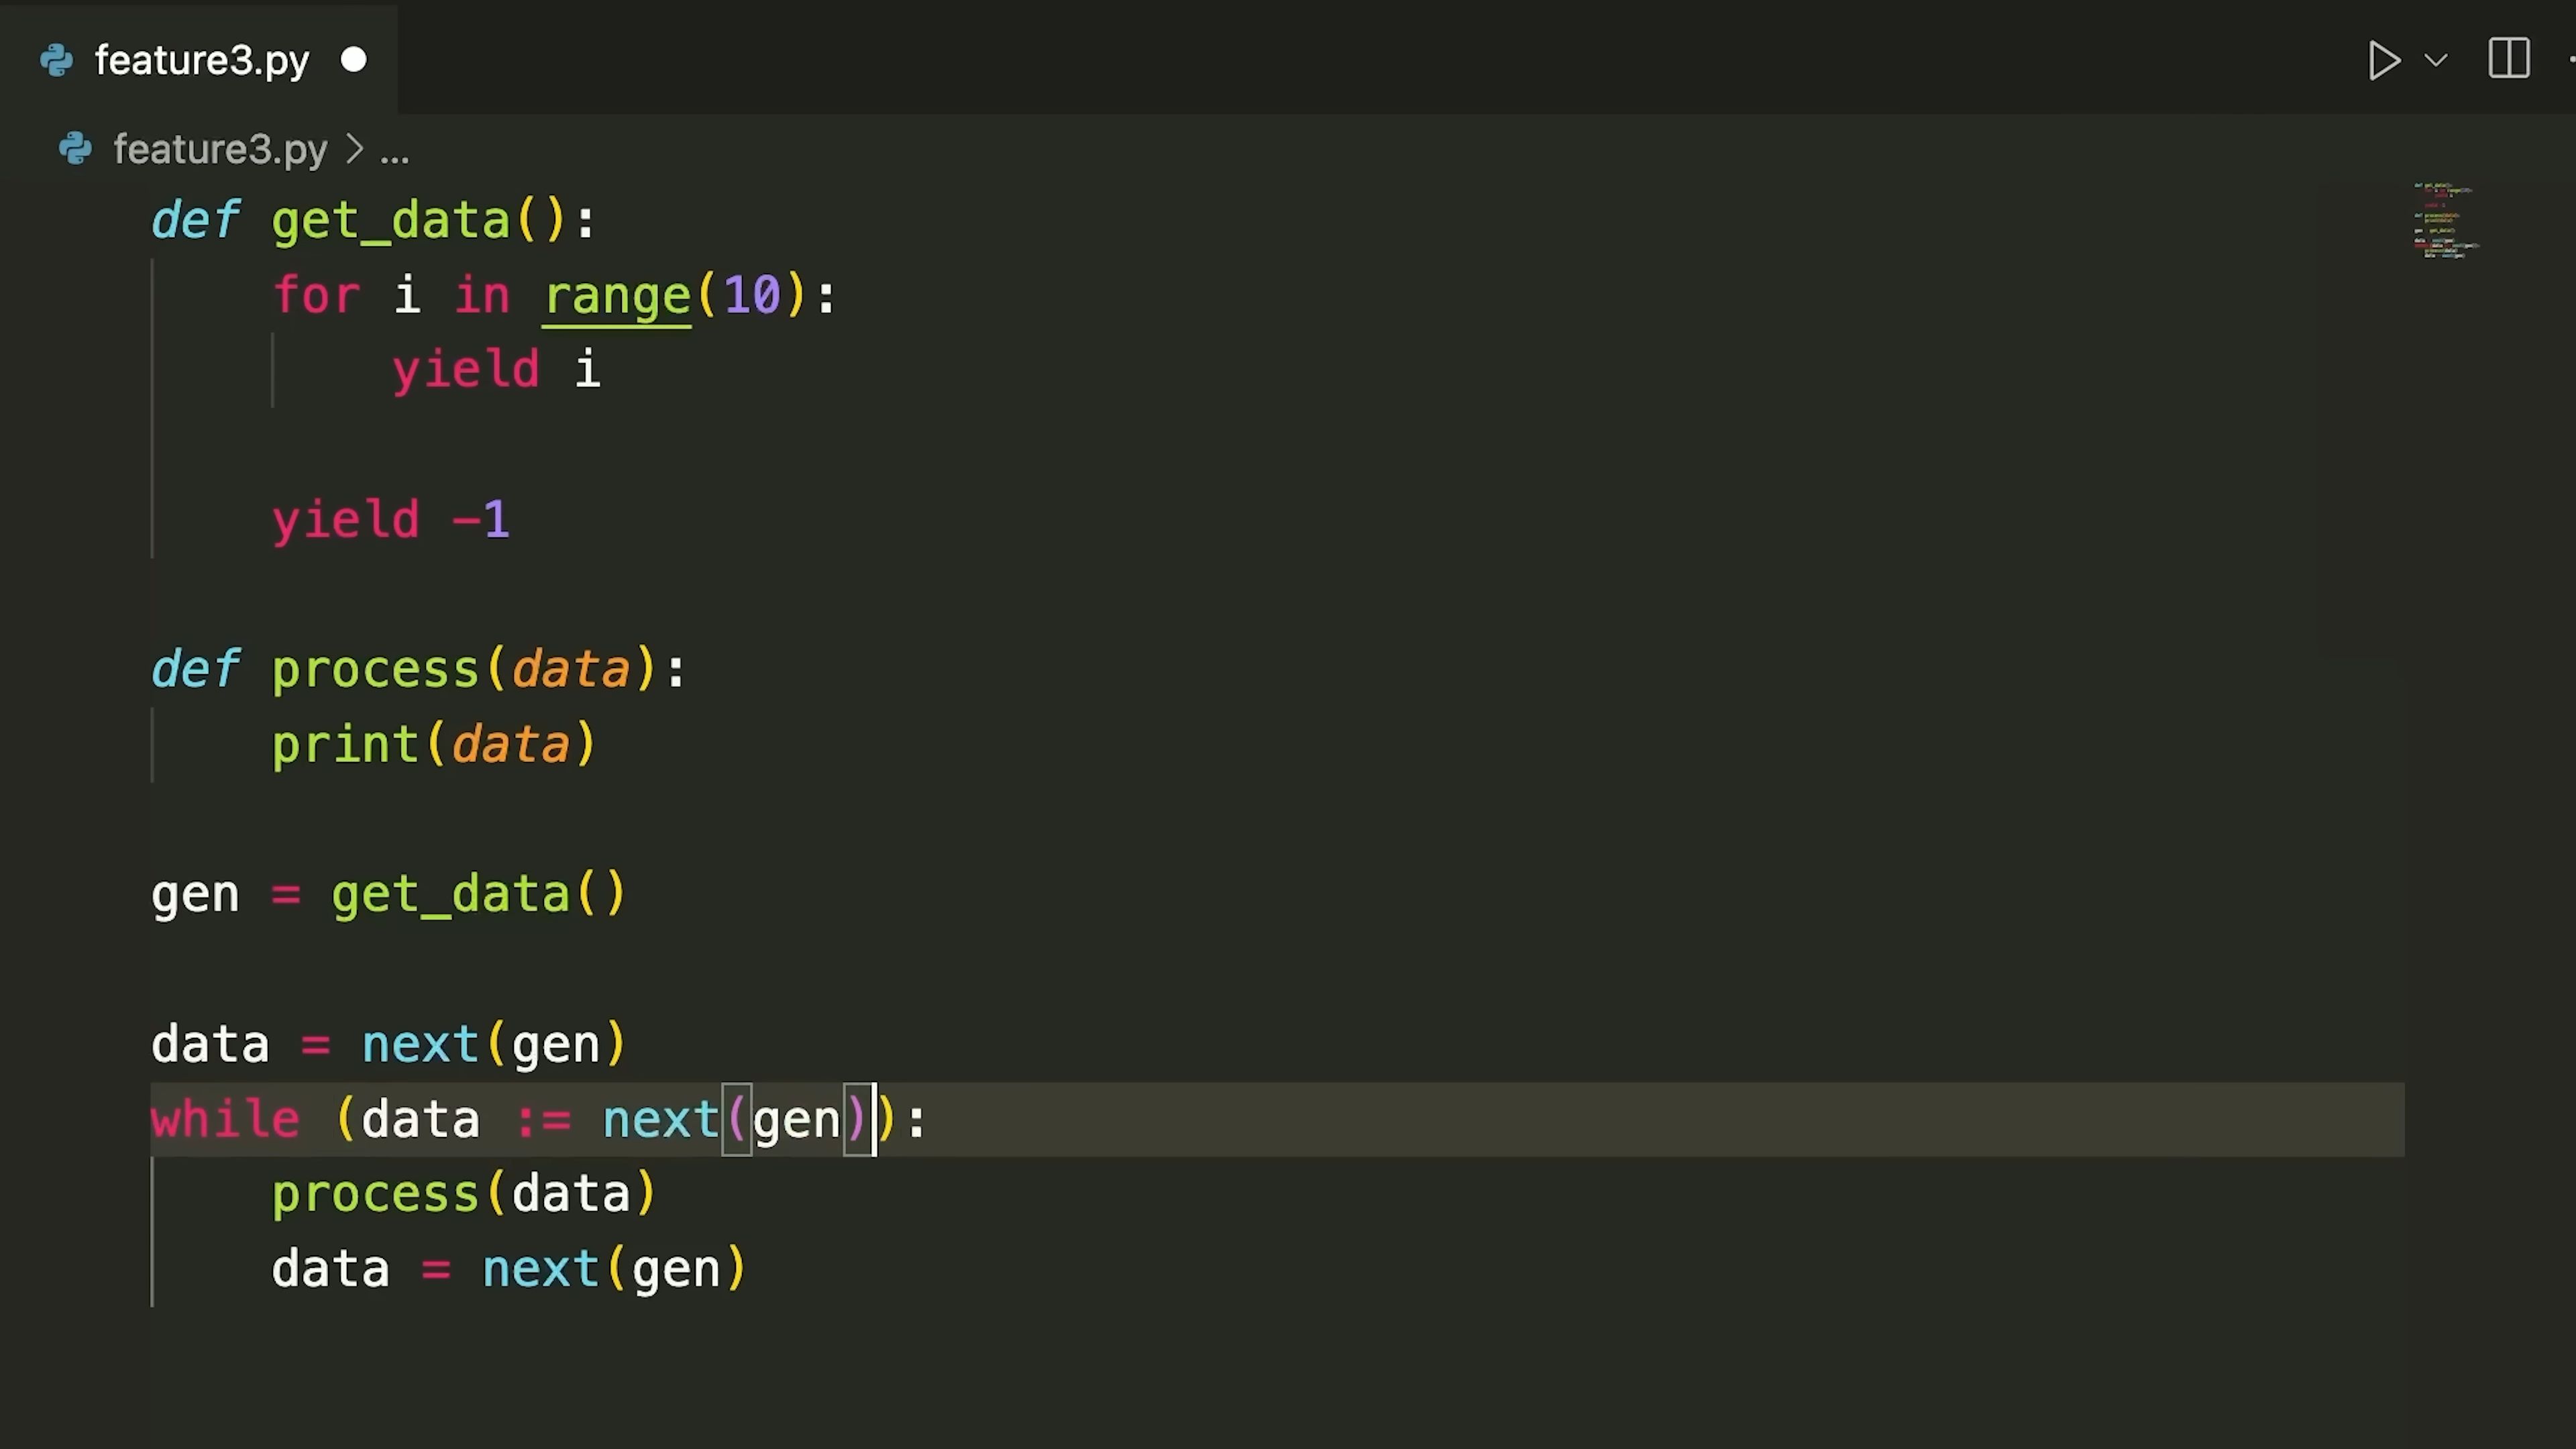 feature3.py
feature3.py > ...
def get_data():
    for i in range(10):
        yield i

    yield -1

def process(data):
    print(data)

gen = get_data()

data = next(gen)
while (data := next(gen)):
    process(data)
    data = next(gen)